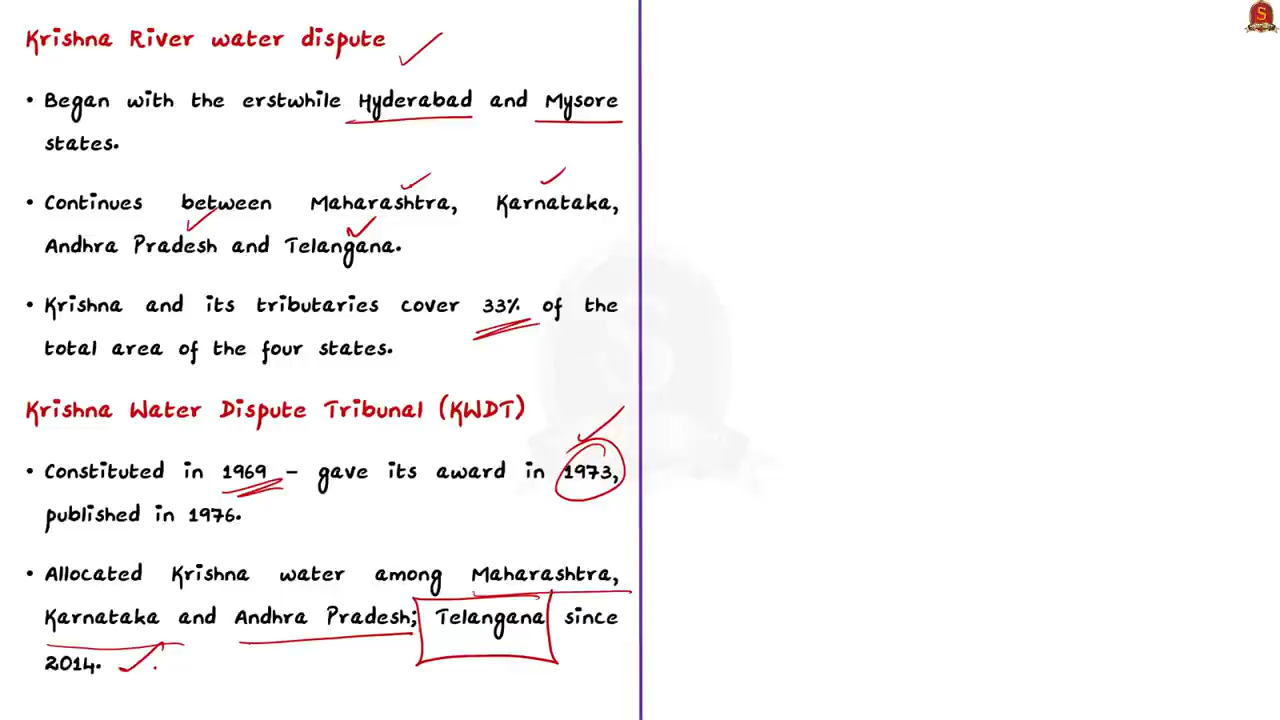 Krishna River water dispute
• Began with the erstwhile Hyderabad and Mysore
states.
• Continues between Maharashtra, Karnataka,
Andhra Pradesh and Telangana.
• Krishna and its tributaries cover 33% of the
total area of the four states.
Krishna Water Dispute Tribunal (KWDT)
• Constituted in 1969 – gave its award in 1973,
published in 1976.
• Allocated Krishna water among Maharashtra,
Karnataka and Andhra Pradesh; Telangana since
2014.
S